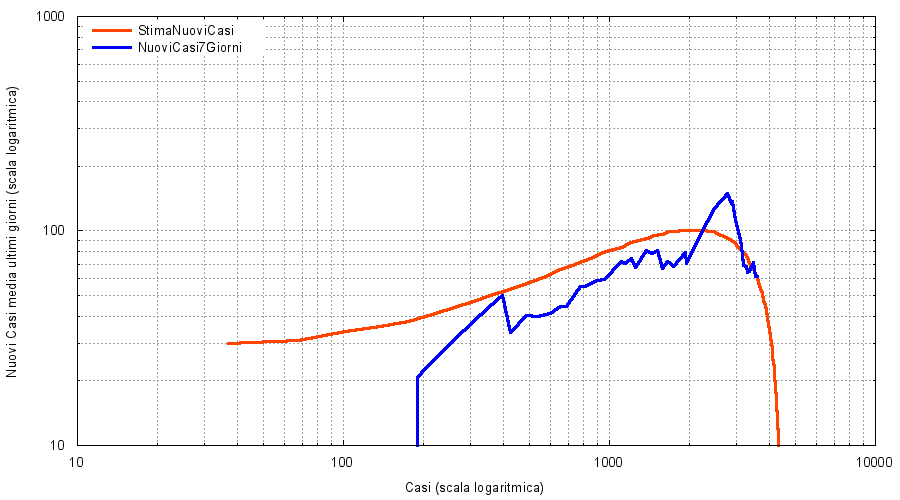 1000
StimaNuoviCasi
NuoviCasi7Giorni
100
10
Nuovi Casi media ultimi giorni (scala logaritmica)
10
100
1000
10000
Casi (scala logaritmica)